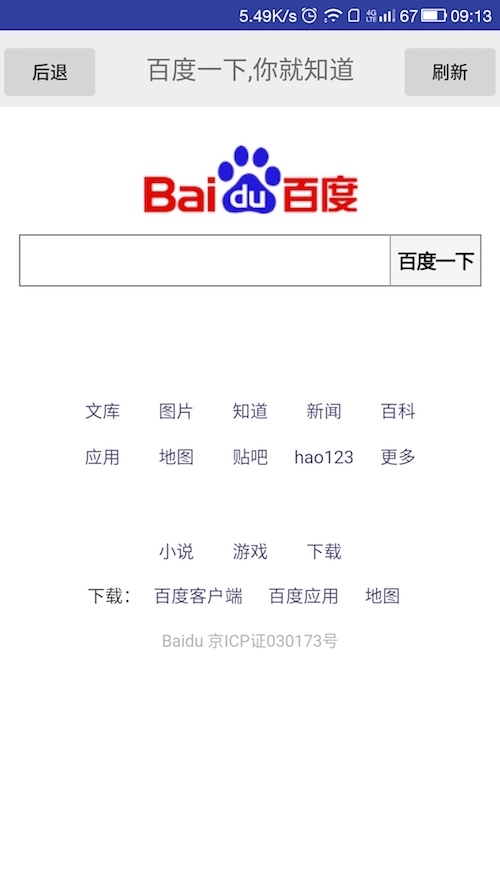 5.49K/s 4G LTE 67 09:13
后退 百度一下,你就知道 刷新
Bai du 百度
百度一下
文库 图片 知道 新闻 百科
应用 地图 贴吧 hao123 更多
小说 游戏 下载
下载： 百度客户端 百度应用 地图
Baidu 京ICP证030173号